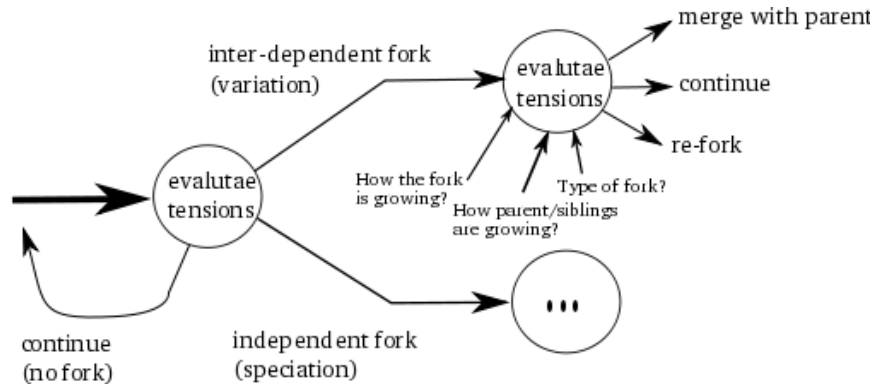 merge with parent
inter-dependent fork
(variation)
evalutae
tensions
continue
re-fork
evalutae
tensions
How the fork
is growing?
Type of fork?
How parent/siblings
are growing?
...
independent fork
(speciation)
continue
(no fork)